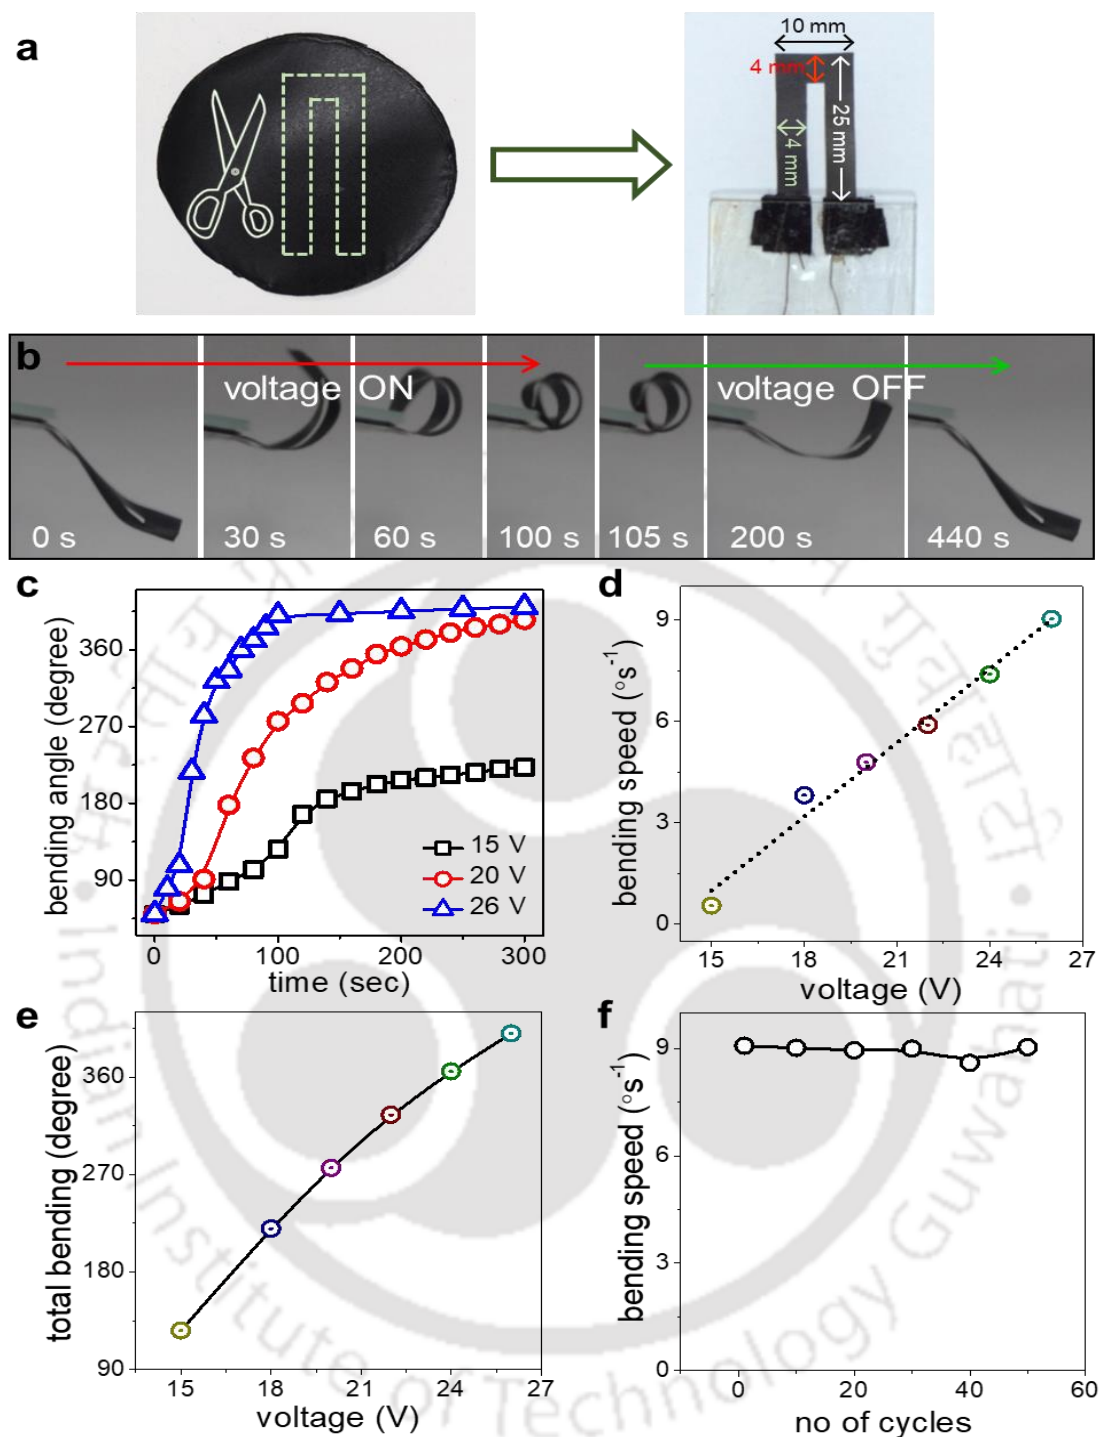 a
10 mm
4 mm
25 mm
4 mm
b
voltage ON
voltage OFF
0 s
30 s
60 s
100 s
105 s
200 s
440 s
c
bending angle (degree)
360
270
180
90
0
100
200
300
time (sec)
15 V
20 V
26 V
d
bending speed (°s-1)
9
6
3
0
15
18
21
24
27
voltage (V)
e
total bending (degree)
360
270
180
90
15
18
21
24
27
voltage (V)
f
bending speed (°s-1)
9
6
3
0
0
20
40
60
no of cycles
Indian Institute of Technology Guwahati